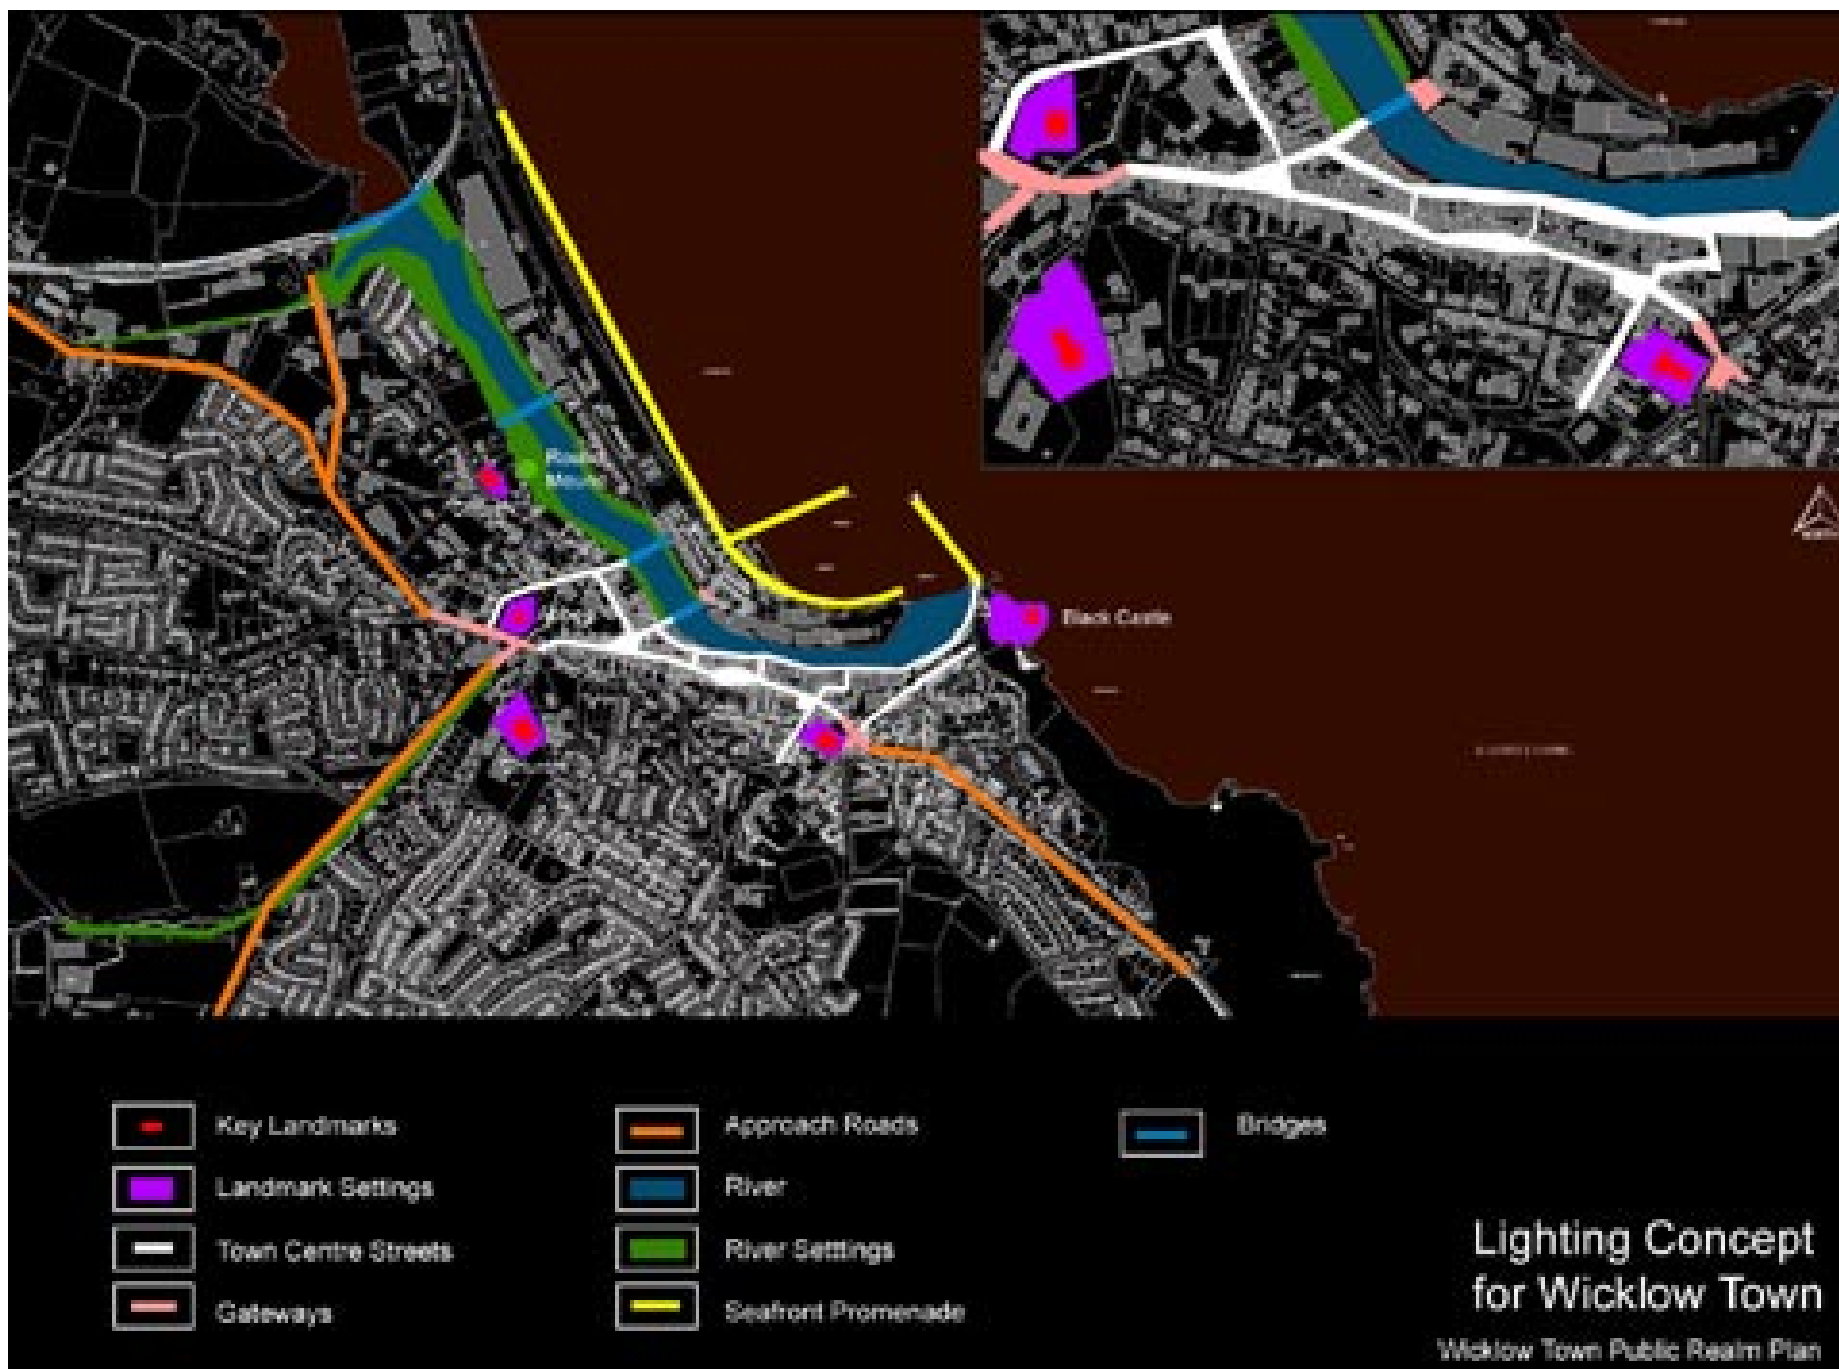 Black Castle
Key Landmarks
Landmark Settings
Town Centre Streets
Gateways
Approach Roads
River
River Setttings
Seafront Promenade
Bridges
Lighting Concept
for Wicklow Town
Wicklow Town Public Realm Plan